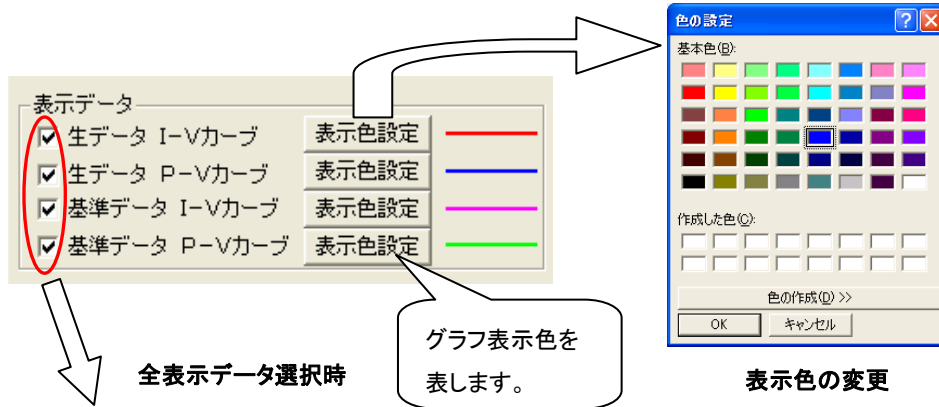 表示データ
生データ I-Vカーブ 表示色設定
生データ P-Vカーブ 表示色設定
基準データ I-Vカーブ 表示色設定
基準データ P-Vカーブ 表示色設定
全表示データ選択時
グラフ表示色を
表します。
色の設定
基本色(B):
作成した色(C):
色の作成(D) >>
OK キャンセル
表示色の変更